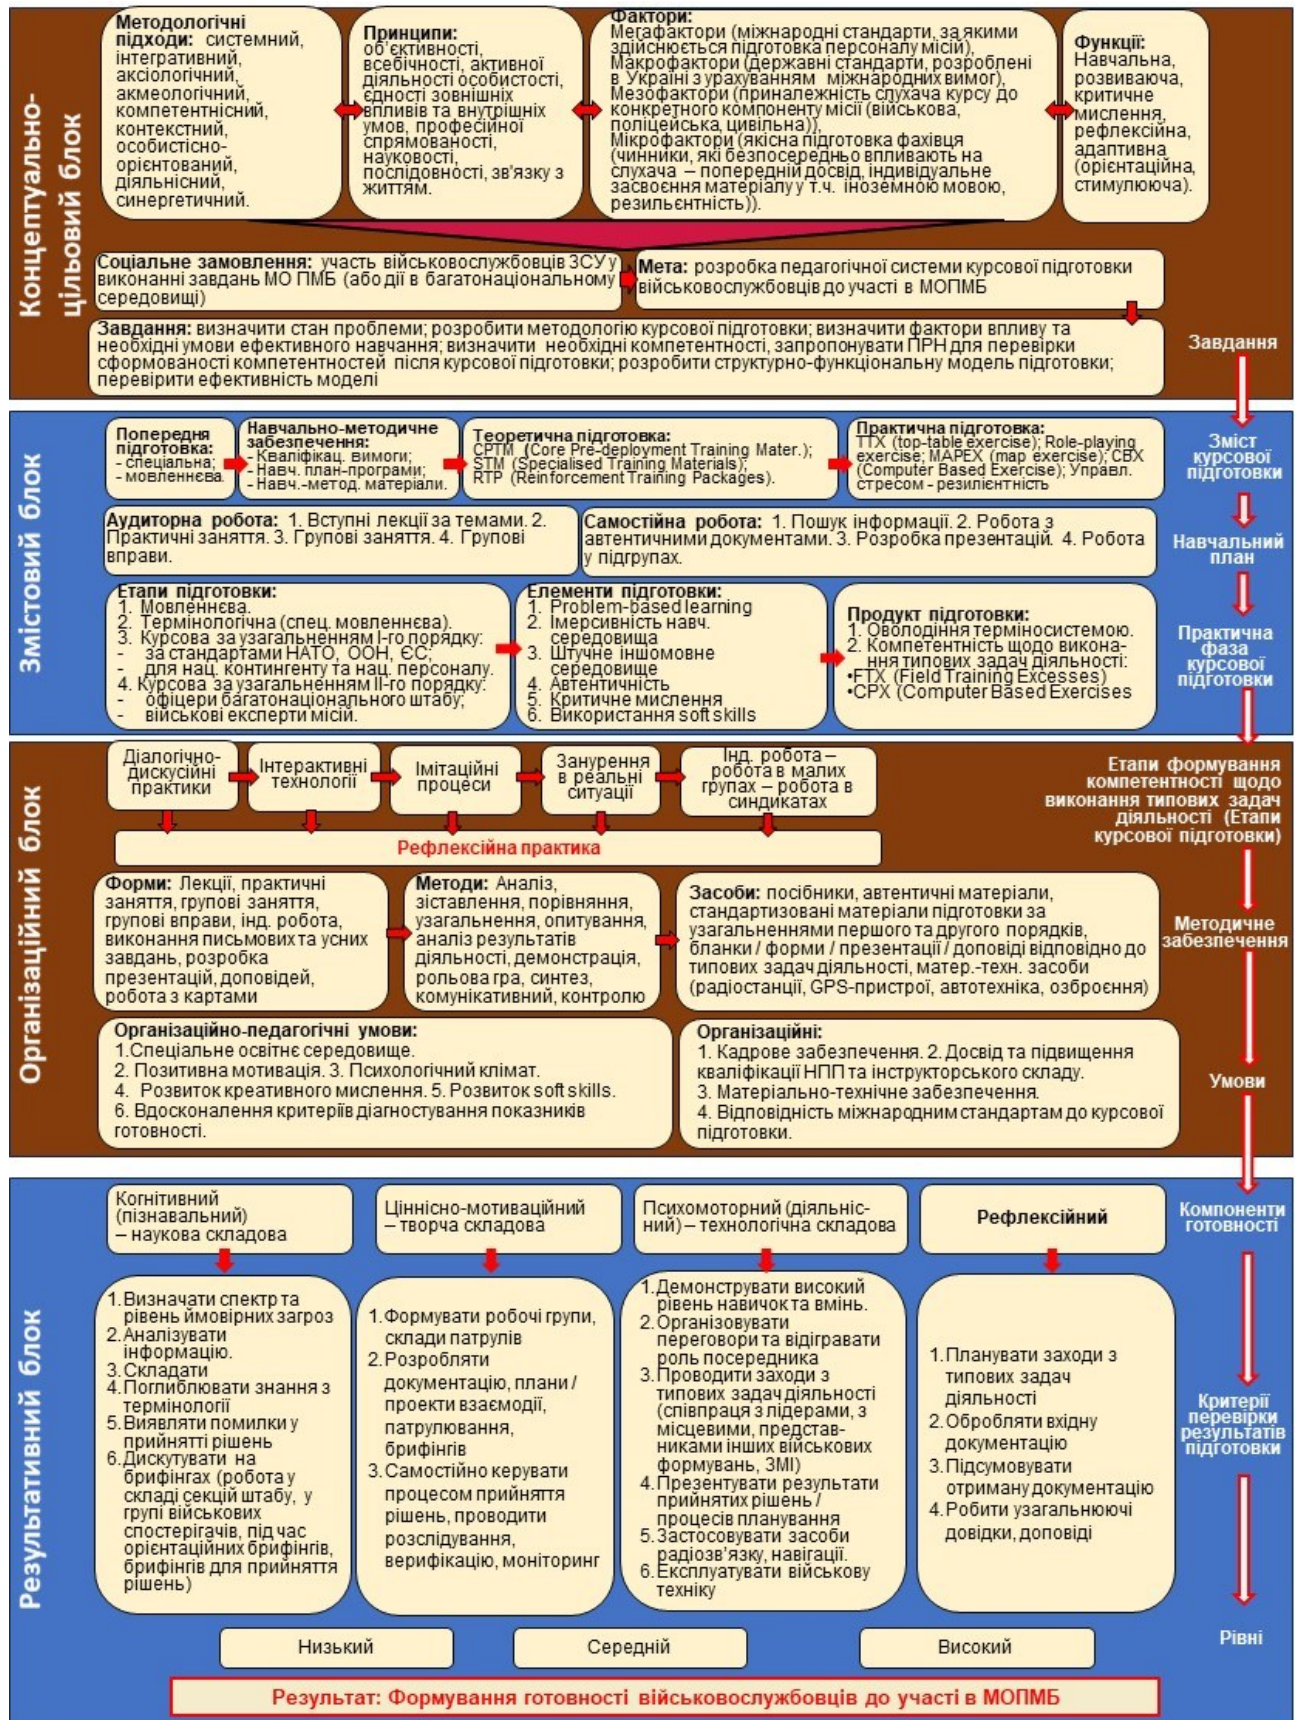 Концептуально-
цільовий блок
Методологічні
підходи: системний,
інтегративний,
аксіологічний,
акмеологічний,
компетентнісний,
контекстний,
особистісно-
орієнтований,
діяльнісний,
синергетичний.
Принципи:
об'єктивності,
всебічності, активної
діяльності особистості,
єдності зовнішніх
впливів та внутрішніх
умов, професійної
спрямованості,
науковості,
послідовності, зв'язку з
життям.
Фактори:
Мегафактори (міжнародні стандарти, за якими
здійснюється підготовка персоналу місій),
Макрофактори (державні стандарти, розроблені
в Україні з урахуванням міжнародних вимог),
Мезофактори (приналежність слухача курсу до
конкретного компоненту місії (військова,
поліцейська, цивільна)),
Мікрофактори (якісна підготовка фахівця
(чинники, які безпосередньо впливають на
слухача – попередній досвід, індивідуальне
засвоєння матеріалу у т.ч. іноземною мовою,
резильєнтність)).
Функції:
Навчальна,
розвиваюча,
критичне
мислення,
рефлексійна,
адаптивна
(орієнтаційна,
стимулююча).
Соціальне замовлення: участь військовослужбовців ЗСУ у
виконанні завдань МО ПМБ (або дії в багатонаціональному
середовищі)
Мета: розробка педагогічної системи курсової підготовки
військовослужбовців до участі в МОПМБ
Завдання: визначити стан проблеми; розробити методологію курсової підготовки; визначити фактори впливу та
необхідні умови ефективного навчання; визначити необхідні компетентності, запропонувати ПРН для перевірки
сформованості компетентностей після курсової підготовки; розробити структурно-функціональну модель підготовки;
перевірити ефективність моделі
Завдання
Змістовий блок
Попередня
підготовка:
- спеціальна;
- мовленнєва.
Навчально-методичне
забезпечення:
- Кваліфікац. вимоги;
- Навч. план-програми;
- Навч.-метод. матеріали.
Теоретична підготовка:
CPTM (Core Pre-deployment Training Mater.);
STM (Specialised Training Materials);
RTP (Reinforcement Training Packages).
Практична підготовка:
TTX (top-table exercise); Role-playing
exercise; MAPEX (map exercise); CBX
(Computer Based Exercise); Управл.
стресом - резилієнтність
Зміст
курсової
підготовки
Аудиторна робота: 1. Вступні лекції за темами. 2.
Практичні заняття. 3. Групові заняття. 4. Групові
вправи.
Самостійна робота: 1. Пошук інформації. 2. Робота з
автентичними документами. 3. Розробка презентацій. 4. Робота
у підгрупах.
Навчальний
план
Етапи підготовки:
1. Мовленнєва.
2. Термінологічна (спец. мовленнєва).
3. Курсова за узагальненням І-го порядку:
- за стандартами НАТО, ООН, ЄС;
- для нац. контингенту та нац. персоналу.
4. Курсова за узагальненням ІІ-го порядку:
- офіцери багатонаціонального штабу;
- військові експерти місій.
Елементи підготовки:
1. Problem-based learning
2. Імерсивність навч.
середовища
3. Штучне іншомовне
середовище
4. Автентичність
5. Критичне мислення
6. Використання soft skills
Продукт підготовки:
1. Оволодіння терміносистемою.
2. Компетентність щодо викона-
ння типових задач діяльності:
•FTX (Field Training Excesses)
•CPX (Computer Based Exercises
Практична
фаза
курсової
підготовки
Організаційний блок
Діалогічно-
дискусійні
практики
Інтерактивні
технології
Імітаційні
процеси
Занурення
в реальні
ситуації
Інд. робота –
робота в малих
групах – робота в
синдикатах
Рефлексійна практика
Етапи формування
компетентності щодо
виконання типових задач
діяльності (Етапи
курсової підготовки)
Форми: Лекції, практичні
заняття, групові заняття,
групові вправи, інд. робота,
виконання письмових та усних
завдань, розробка
презентацій, доповідей,
робота з картами
Методи: Аналіз,
зіставлення, порівняння,
узагальнення, опитування,
аналіз результатів
діяльності, демонстрація,
рольова гра, синтез,
комунікативний, контролю
Засоби: посібники, автентичні матеріали,
стандартизовані матеріали підготовки за
узагальненнями першого та другого порядків,
бланки / форми / презентації / доповіді відповідно до
типових задач діяльності, матер.-техн. засоби
(радіостанції, GPS-пристрої, автотехніка, озброєння)
Методичне
забезпечення
Організаційно-педагогічні умови:
1.Спеціальне освітнє середовище.
2. Позитивна мотивація. 3. Психологічний клімат.
4. Розвиток креативного мислення. 5. Розвиток soft skills.
6. Вдосконалення критеріїв діагностування показників
готовності.
Організаційні:
1. Кадрове забезпечення. 2. Досвід та підвищення
кваліфікації НПП та інструкторського складу.
3. Матеріально-технічне забезпечення.
4. Відповідність міжнародним стандартам до курсової
підготовки.
Умови
Результативний блок
Когнітивний
(пізнавальний)
– наукова складова
Ціннісно-мотиваційний
– творча складова
Психомоторний (діяльніс-
ний) – технологічна складова
Рефлексійний
Компоненти
готовності
1.Визначати спектр та
рівень ймовірних загроз
2.Аналізувати
інформацію.
3.Складати
4.Поглиблювати знання з
термінології
5.Виявляти помилки у
прийнятті рішень
6.Дискутувати на
брифінгах (робота у
складі секцій штабу, у
групі військових
спостерігачів, під час
орієнтаційних брифінгів,
брифінгів для прийняття
рішень)
1.Формувати робочі групи,
склади патрулів
2.Розробляти
документацію, плани /
проекти взаємодії,
патрулювання,
брифінгів
3.Самостійно керувати
процесом прийняття
рішень, проводити
розслідування,
верифікацію, моніторинг
1.Демонструвати високий
рівень навичок та вмінь.
2.Організовувати
переговори та відігравати
роль посередника
3.Проводити заходи з
типових задач діяльності
(співпраця з лідерами, з
місцевими, представ-
никами інших військових
формувань, ЗМІ)
4.Презентувати результати
прийнятих рішень /
процесів планування
5.Застосовувати засоби
радіозв'язку, навігації.
6.Експлуатувати військову
техніку
1.Планувати заходи з
типових задач
діяльності
2.Обробляти вхідну
документацію
3.Підсумовувати
отриману документацію
4.Робити узагальнюючі
довідки, доповіді
Критерії
перевірки
результатів
підготовки
Низький
Середній
Високий
Рівні
Результат: Формування готовності військовослужбовців до участі в МОПМБ